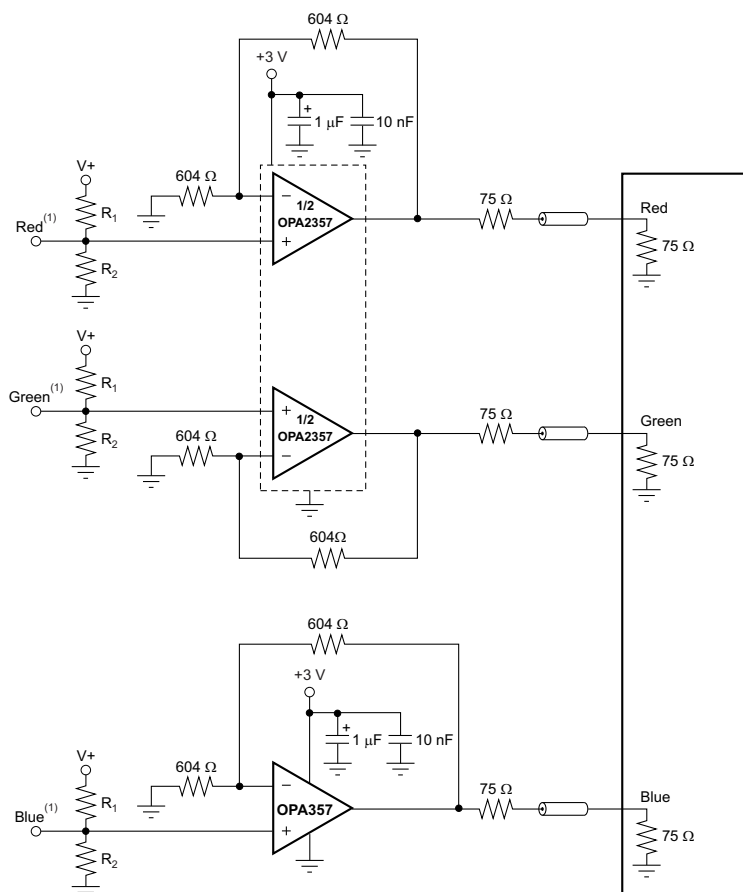 604 Ω
+3 V
+
1 μF
10 nF
604 Ω
V+
R1
Red(1)
R2
−
1/2
OPA2357
+
75 Ω
Red
75 Ω
V+
R1
Green(1)
R2
+
1/2
OPA2357
−
604 Ω
75 Ω
Green
75 Ω
604Ω
604 Ω
+3 V
+
1 μF
10 nF
V+
604 Ω
R1
Blue(1)
R2
−
OPA357
+
75 Ω
Blue
75 Ω